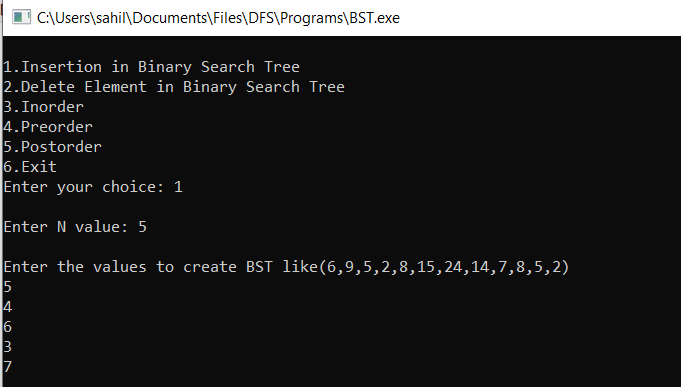 C:\Users\sahil\Documents\Files\DFS\Programs\BST.exe
1.Insertion in Binary Search Tree
2.Delete Element in Binary Search Tree
3.Inorder
4.Preorder
5.Postorder
6.Exit
Enter your choice: 1
Enter N value: 5
Enter the values to create BST like(6,9,5,2,8,15,24,14,7,8,5,2)
5
4
6
3
7